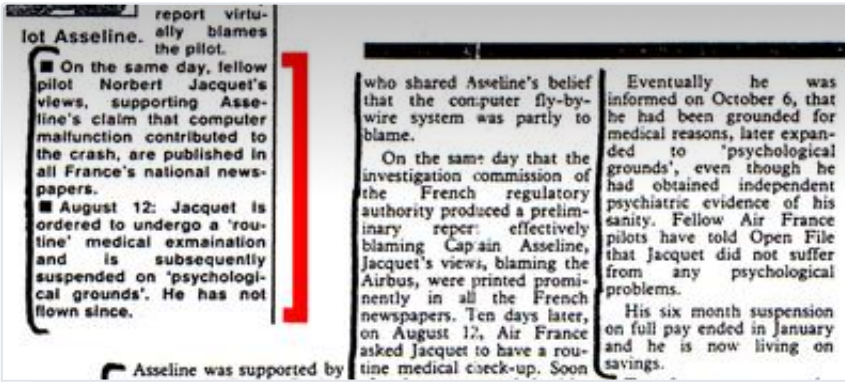 report virtu-
lot Asseline. ally blames
the pilot.
■ On the same day, fellow
pilot Norbert Jacquet's
views, supporting Asse-
line's claim that computer
malfunction contributed to
the crash, are published in
all France's national news-
papers.
■ August 12: Jacquet is
ordered to undergo a 'rou-
tine' medical exmaination
and is subsequently
suspended on 'psychologi-
cal grounds'. He has not
flown since.
Asseline was supported by
who shared Asseline's belief
that the computer fly-by-
wire system was partly to
blame.
On the same day that the
investigation commission of
the French regulatory
authority produced a prelim-
inary report effectively
blaming Captain Asseline,
Jacquet's views, blaming the
Airbus, were printed promi-
nently in all the French
newspapers. Ten days later,
on August 12, Air France
asked Jacquet to have a rou-
tine medical check-up. Soon
Eventually he was
informed on October 6, that
he had been grounded for
medical reasons, later expan-
ded to 'psychological
grounds', even though he
had obtained independent
psychiatric evidence of his
sanity. Fellow Air France
pilots have told Open File
that Jacquet did not suffer
from any psychological
problems.
His six month suspension
on full pay ended in January
and he is now living on
savings.